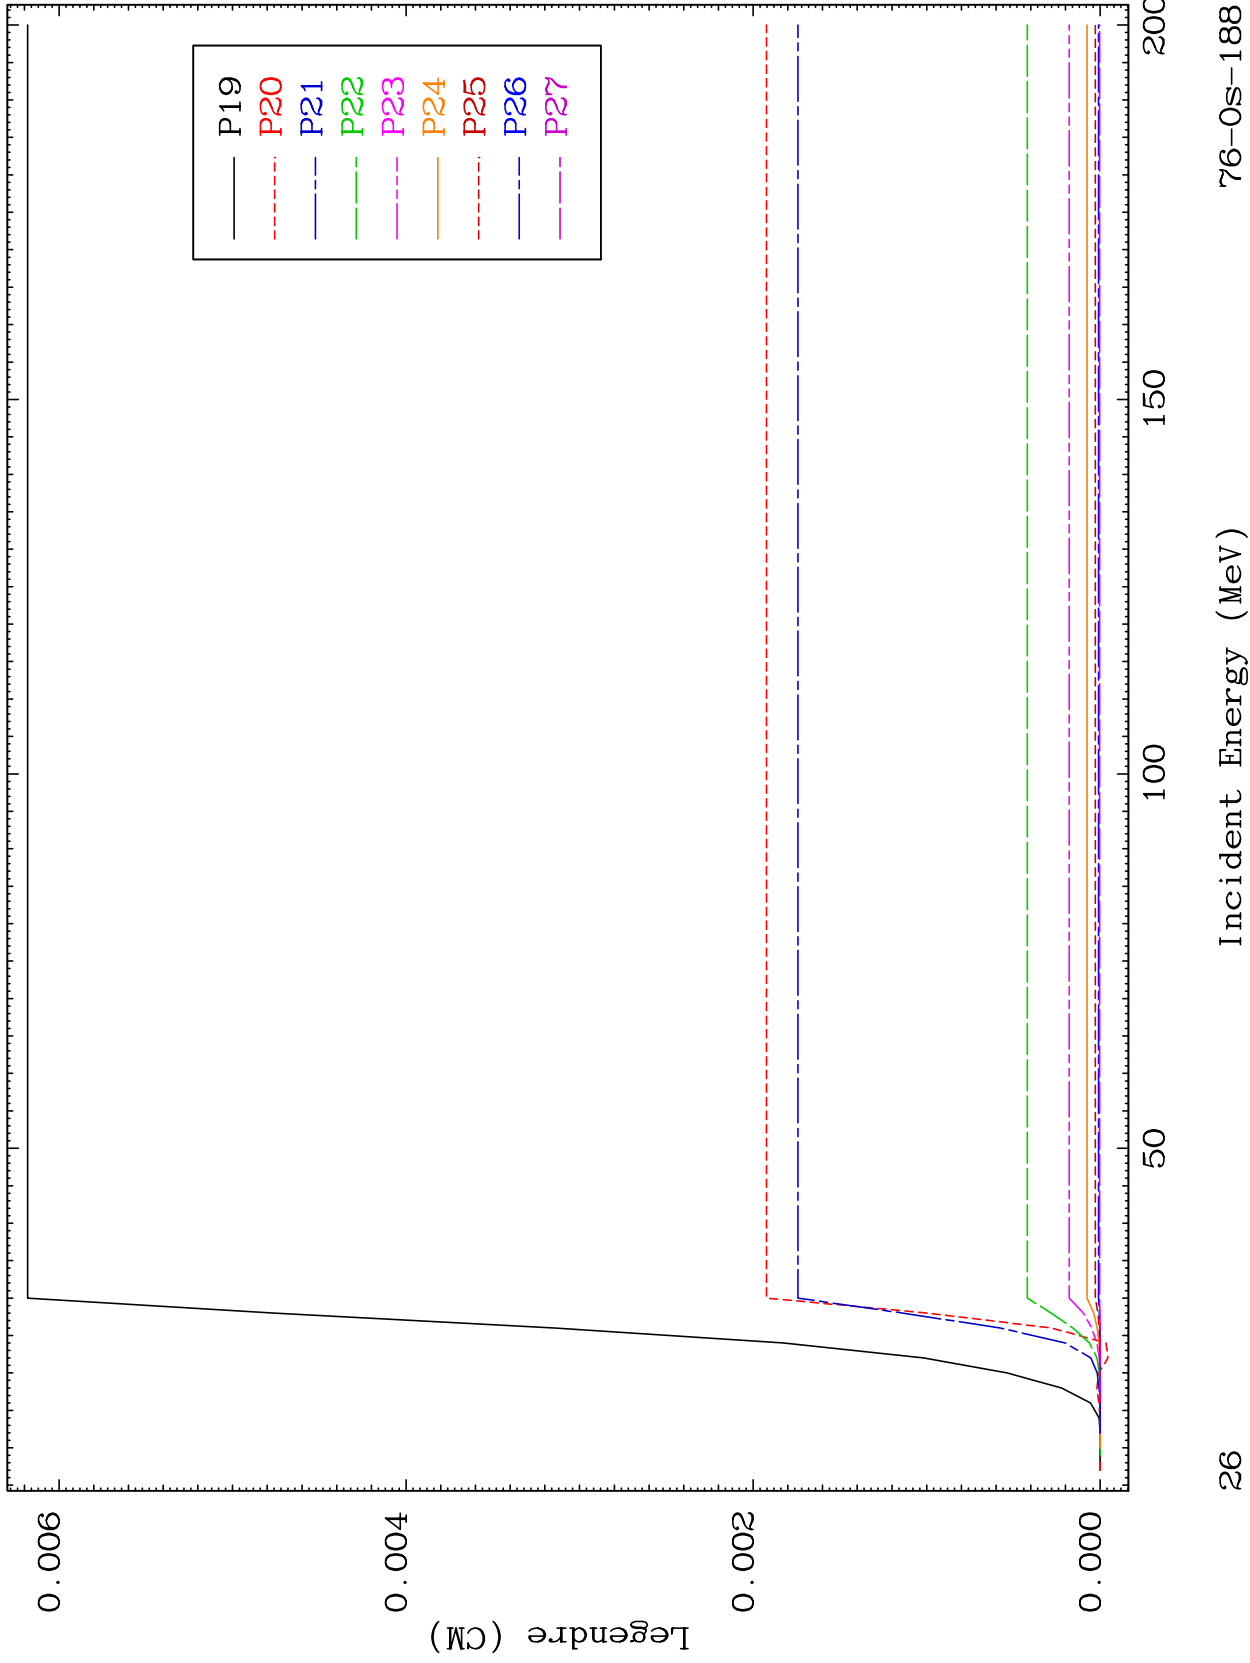 P19
P20
P21
P22
P23
P24
P25
P26
P27
0.006
0.004
0.002
0.000
Legendre (CM)
50
100
150
200
Incident Energy (MeV)
26
76-Os-188